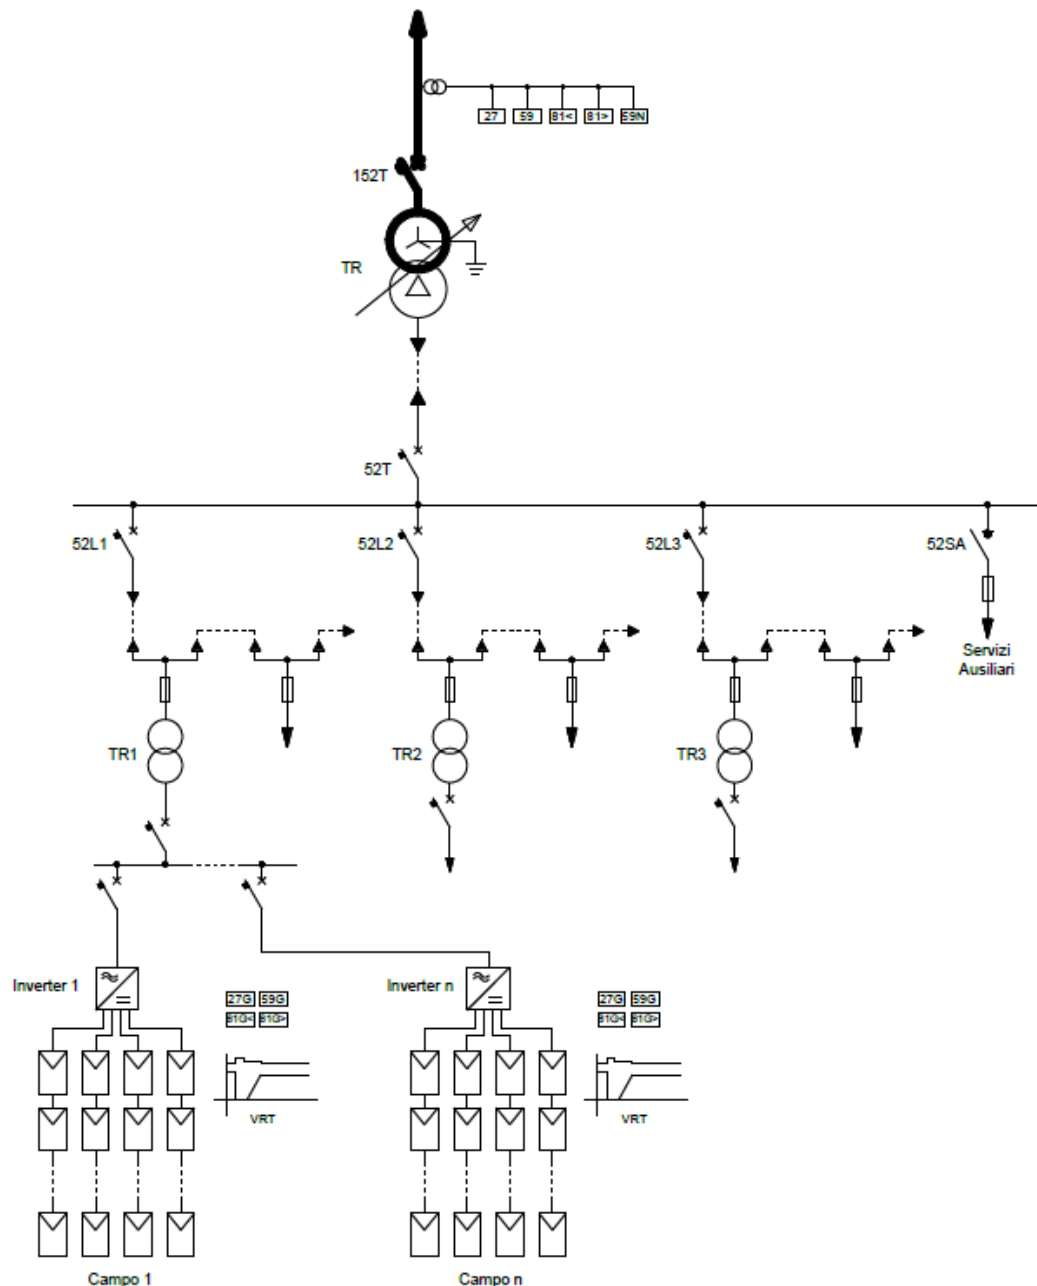 27 59 81< 81> 59N
152T
TR
52T
52L1 52L2 52L3 52SA
Servizi
Ausiliari
TR1 TR2 TR3
Inverter 1 Inverter n
27G 59G 27G 59G
81G< 81G> 81G< 81G>
VRT VRT
Campo 1 Campo n